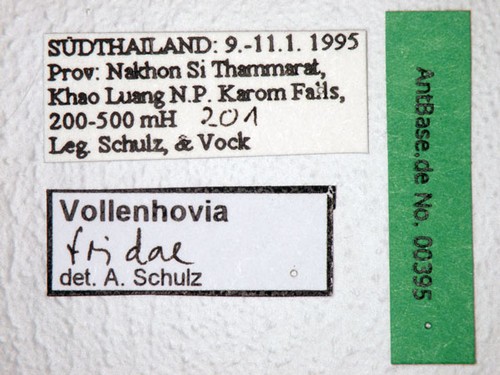 SÜDTHAILAND: 9.-11.1. 1995
Prov: Nakhon Si Thammarat,
Khao Luang N.P. Karom Falls,
200-500 mH 201
Leg. Schulz, & Vock
Vollenhovia
fridae
det. A. Schulz
AntBase.de No. 00395